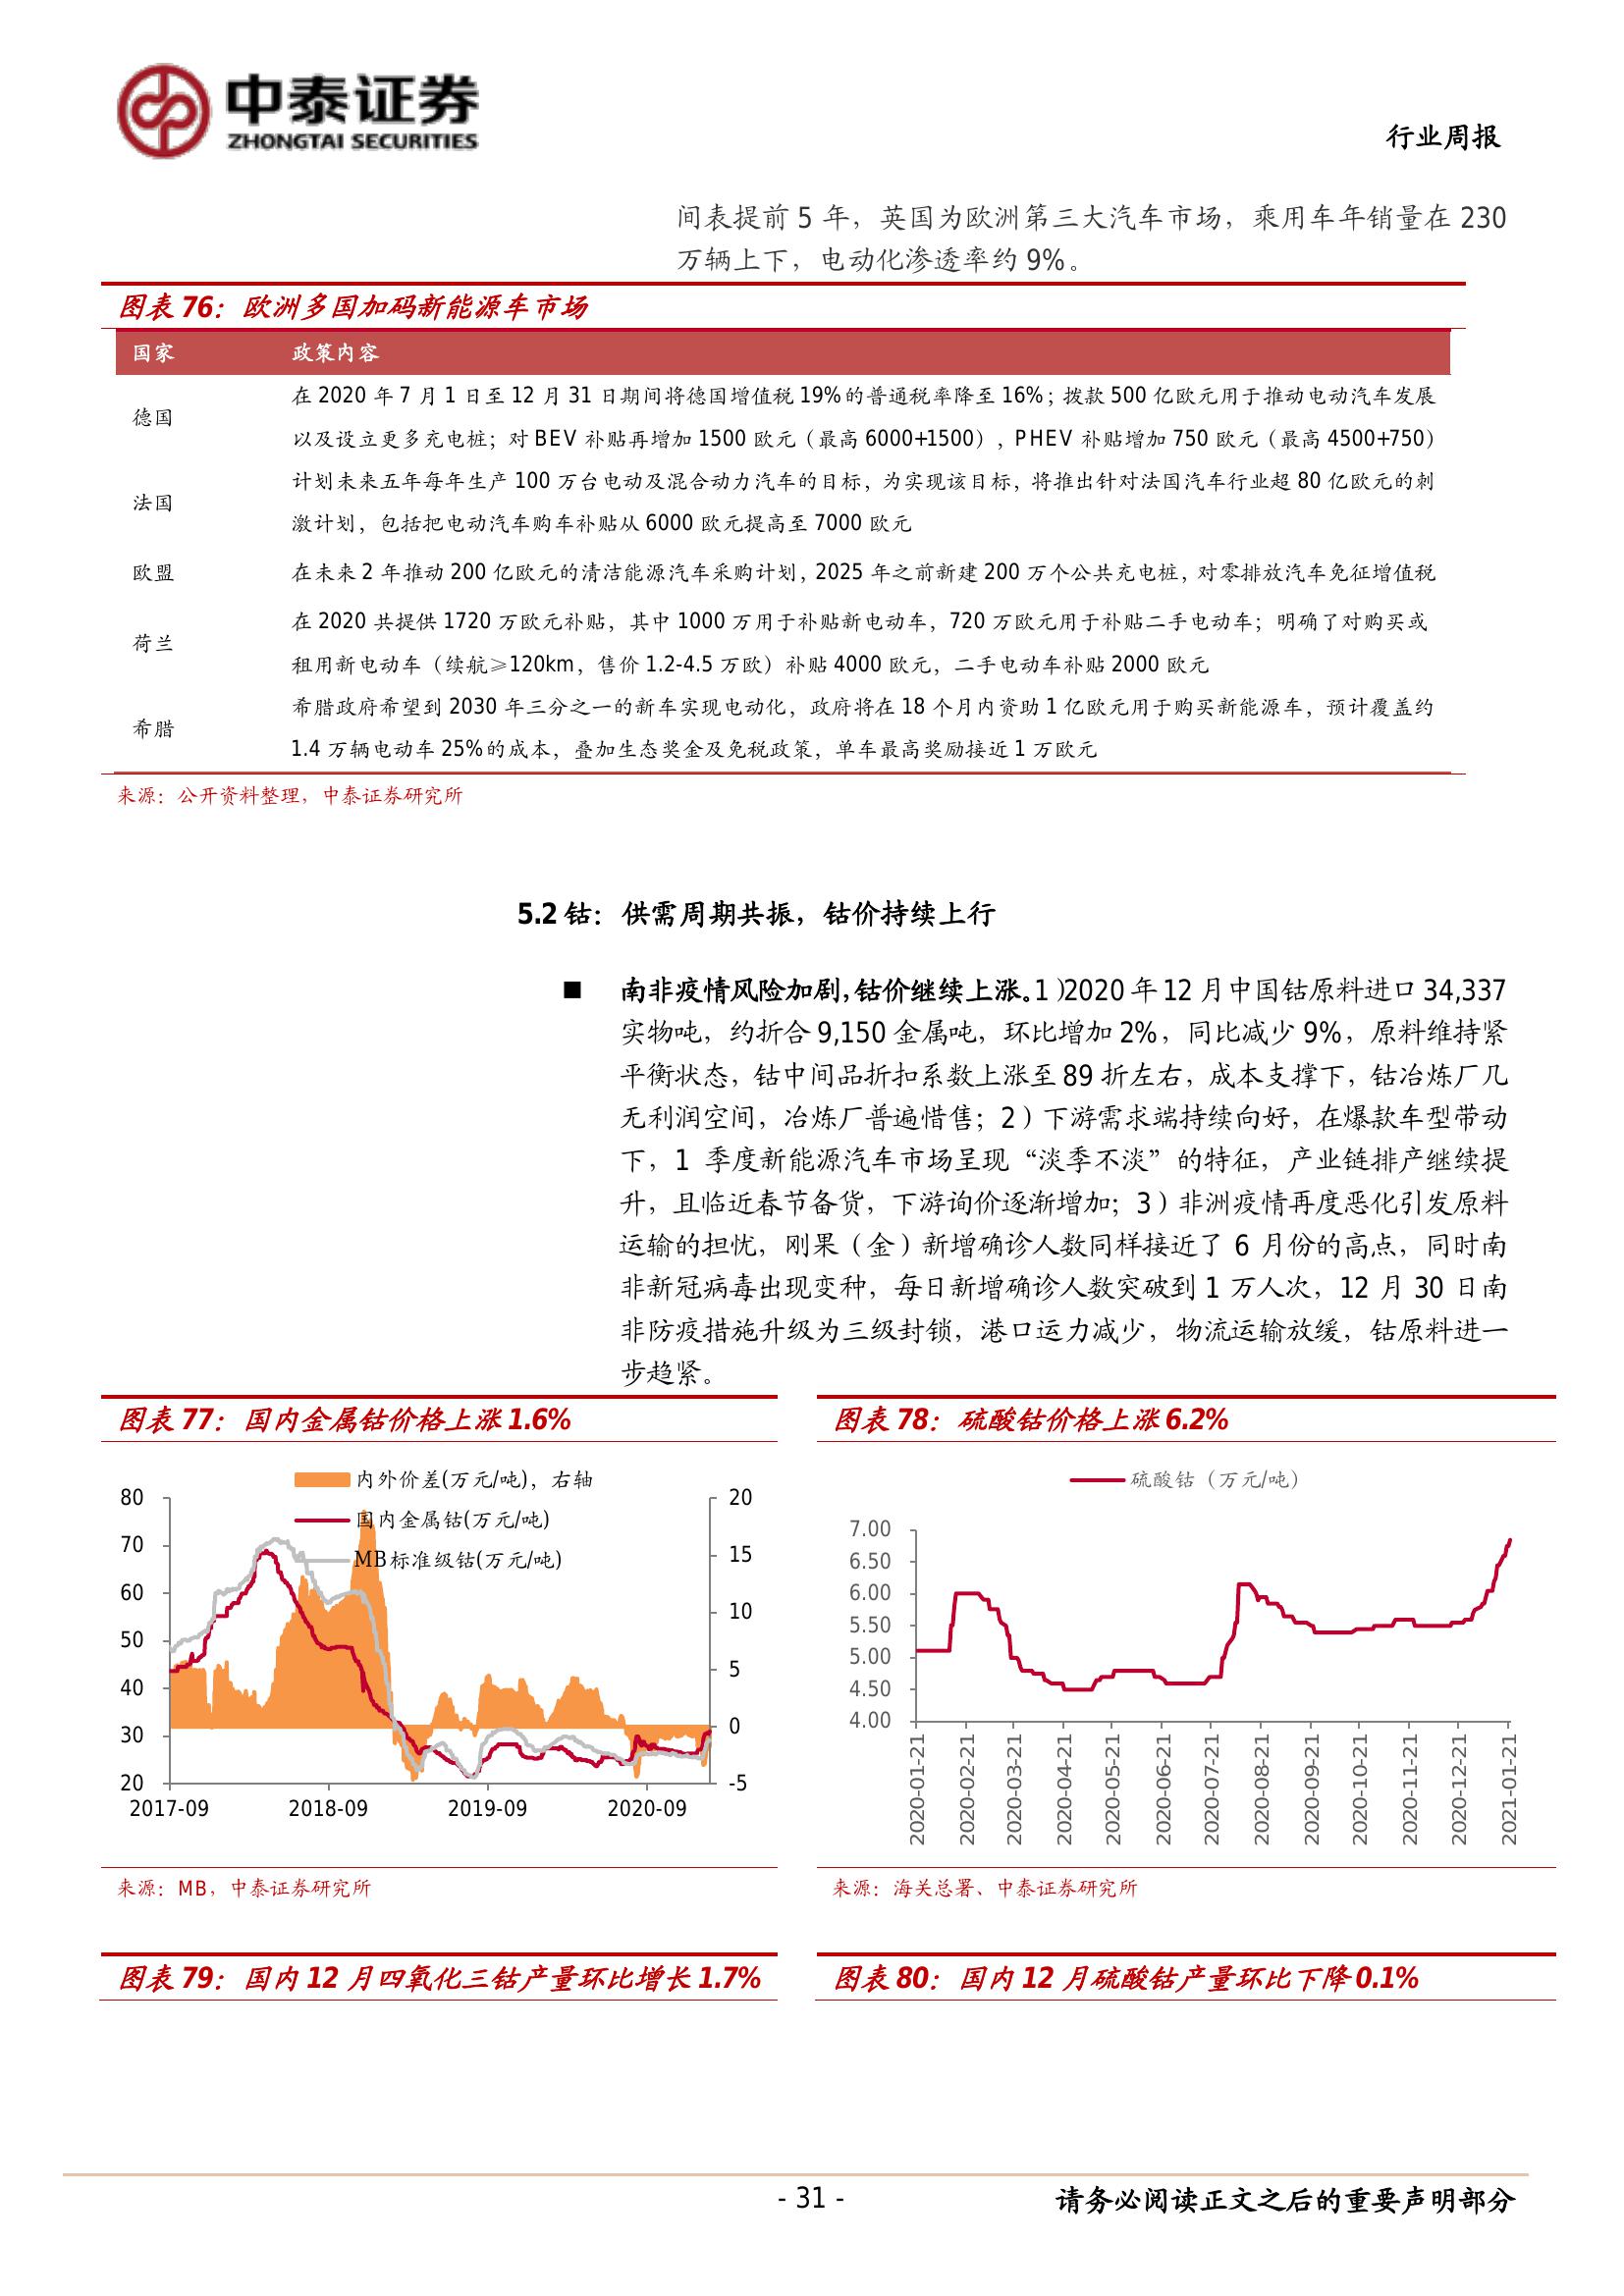 中泰证券
ZHONGTAI SECURITIES
行业周报
间表提前 5 年，英国为欧洲第三大汽车市场，乘用车年销量在 230
万辆上下，电动化渗透率约 9%。
图表 76：欧洲多国加码新能源车市场
国家 政策内容
德国 在 2020 年 7 月 1 日至 12 月 31 日期间将德国增值税 19%的普通税率降至 16%；拨款 500 亿欧元用于推动电动汽车发展
以及设立更多充电桩；对 BEV 补贴再增加 1500 欧元（最高 6000+1500），PHEV 补贴增加 750 欧元（最高 4500+750）
法国 计划未来五年每年生产 100 万台电动及混合动力汽车的目标，为实现该目标，将推出针对法国汽车行业超 80 亿欧元的刺
激计划，包括把电动汽车购车补贴从 6000 欧元提高至 7000 欧元
欧盟 在未来 2 年推动 200 亿欧元的清洁能源汽车采购计划，2025 年之前新建 200 万个公共充电桩，对零排放汽车免征增值税
荷兰 在 2020 共提供 1720 万欧元补贴，其中 1000 万用于补贴新电动车，720 万欧元用于补贴二手电动车；明确了对购买或
租用新电动车（续航≥120km，售价 1.2-4.5 万欧）补贴 4000 欧元，二手电动车补贴 2000 欧元
希腊 希腊政府希望到 2030 年三分之一的新车实现电动化，政府将在 18 个月内资助 1 亿欧元用于购买新能源车，预计覆盖约
1.4 万辆电动车 25%的成本，叠加生态奖金及免税政策，单车最高奖励接近 1 万欧元
来源：公开资料整理，中泰证券研究所
5.2 钴：供需周期共振，钴价持续上行
■ 南非疫情风险加剧，钴价继续上涨。1）2020 年 12 月中国钴原料进口 34,337
实物吨，约折合 9,150 金属吨，环比增加 2%，同比减少 9%，原料维持紧
平衡状态，钴中间品折扣系数上涨至 89 折左右，成本支撑下，钴冶炼厂几
无利润空间，冶炼厂普遍惜售；2）下游需求端持续向好，在爆款车型带动
下，1 季度新能源汽车市场呈现“淡季不淡”的特征，产业链排产继续提
升，且临近春节备货，下游询价逐渐增加；3）非洲疫情再度恶化引发原料
运输的担忧，刚果（金）新增确诊人数同样接近了 6 月份的高点，同时南
非新冠病毒出现变种，每日新增确诊人数突破到 1 万人次，12 月 30 日南
非防疫措施升级为三级封锁，港口运力减少，物流运输放缓，钴原料进一
步趋紧。
图表 77：国内金属钴价格上涨 1.6%
内外价差(万元/吨)，右轴
国内金属钴(万元/吨)
MB标准级钴(万元/吨)
80
70
60
50
40
30
20
20
15
10
5
0
-5
2017-09 2018-09 2019-09 2020-09
来源：MB，中泰证券研究所
图表 78：硫酸钴价格上涨 6.2%
硫酸钴（万元/吨）
7.00
6.50
6.00
5.50
5.00
4.50
4.00
2020-01-21
2020-02-21
2020-03-21
2020-04-21
2020-05-21
2020-06-21
2020-07-21
2020-08-21
2020-09-21
2020-10-21
2020-11-21
2020-12-21
2021-01-21
来源：海关总署、中泰证券研究所
图表 79：国内 12 月四氧化三钴产量环比增长 1.7%
图表 80：国内 12 月硫酸钴产量环比下降 0.1%
- 31 -
请务必阅读正文之后的重要声明部分